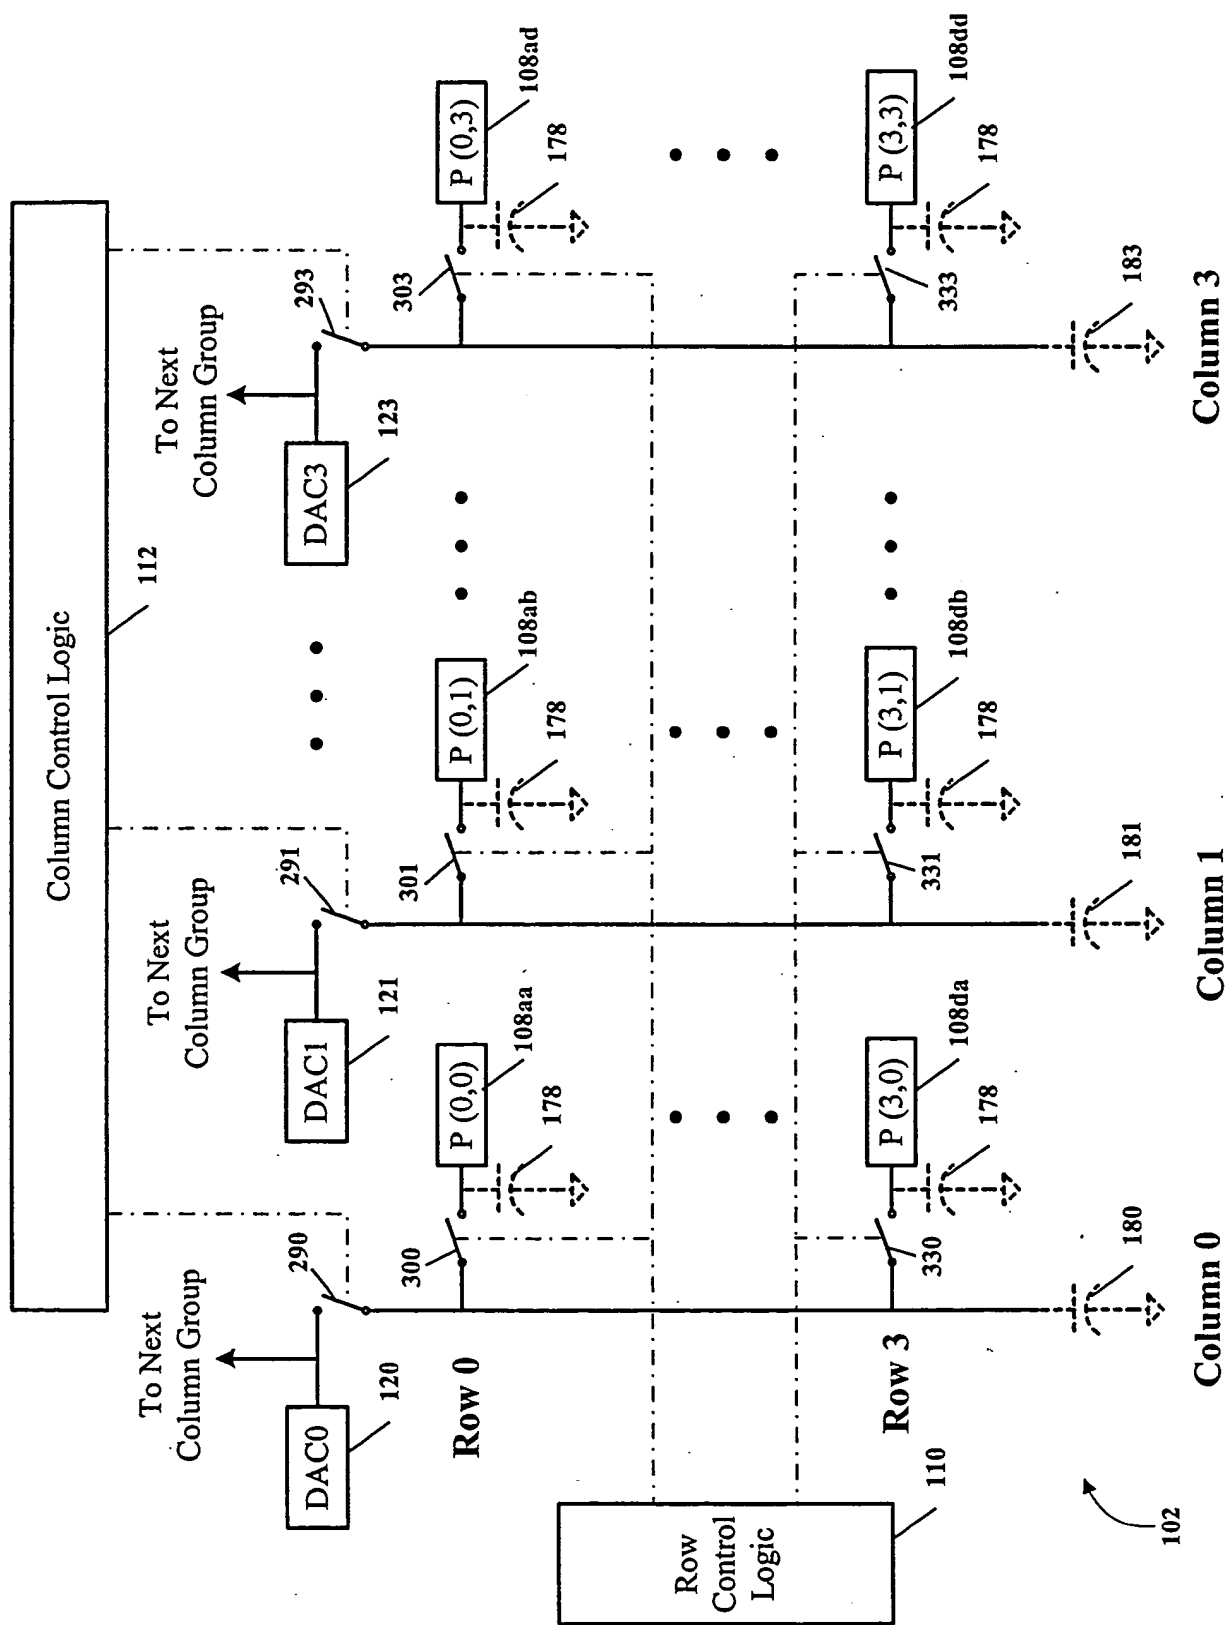 Column Control Logic
112
To Next
Column Group
To Next
Column Group
To Next
Column Group
290
291
293
DAC0
120
DAC1
121
DAC3
123
Row 0
300
P (0,0)
108aa
178
301
P (0,1)
108ab
178
303
P (0,3)
108ad
178
Row
Control
Logic
110
Row 3
330
P (3,0)
108da
178
331
P (3,1)
108db
178
333
P (3,3)
108dd
178
180
181
183
Column 0
Column 1
Column 3
102